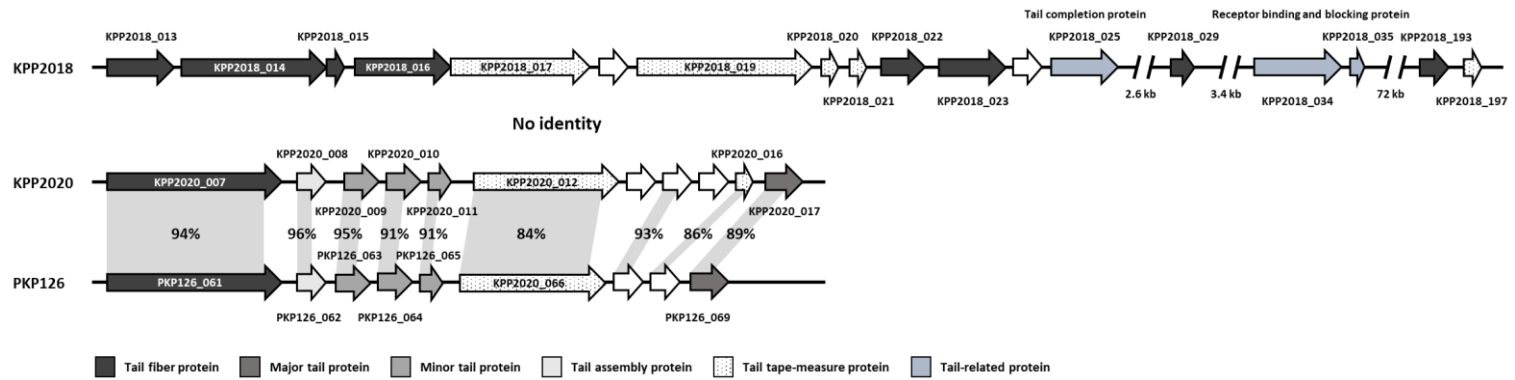 Tail completion protein Receptor binding and blocking protein
KPP2018_013 KPP2018_015 KPP2018_020 KPP2018_022 KPP2018_025 KPP2018_029 KPP2018_035 KPP2018_193
KPP2018 KPP2018_014 KPP2018_016 KPP2018_017 KPP2018_019
2.6 kb 3.4 kb 72 kb
KPP2018_021 KPP2018_023 KPP2018_034 KPP2018_197
No identity
KPP2020_008 KPP2020_010 KPP2020_016
KPP2020 KPP2020_007 KPP2020_012
KPP2020_009 KPP2020_011 KPP2020_017
94% 96% 95% 91% 91% 84% 93% 86% 89%
PKP126_063 PKP126_065
PKP126 PKP126_061 KPP2020_066
PKP126_062 PKP126_064 PKP126_069
Tail fiber protein Major tail protein Minor tail protein Tail assembly protein Tail tape-measure protein Tail-related protein